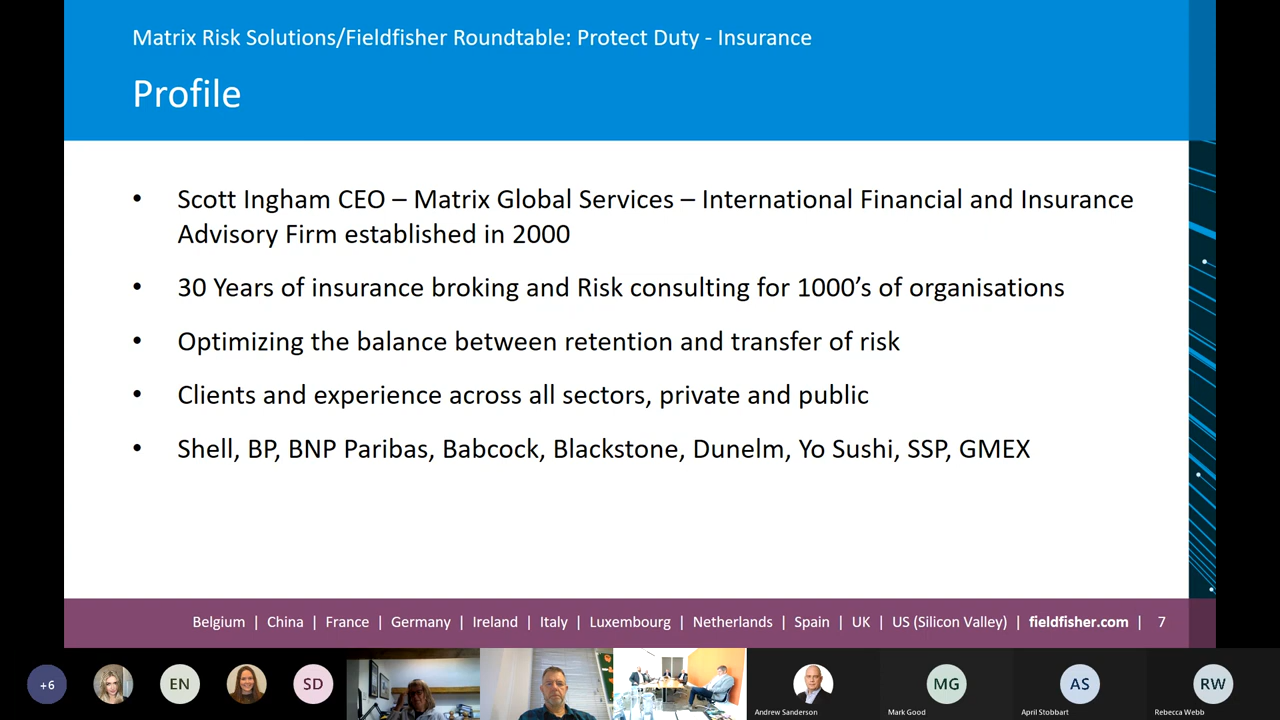 Matrix Risk Solutions/Fieldfisher Roundtable: Protect Duty - Insurance
Profile
• Scott Ingham CEO – Matrix Global Services – International Financial and Insurance
Advisory Firm established in 2000
• 30 Years of insurance broking and Risk consulting for 1000’s of organisations
• Optimizing the balance between retention and transfer of risk
• Clients and experience across all sectors, private and public
• Shell, BP, BNP Paribas, Babcock, Blackstone, Dunelm, Yo Sushi, SSP, GMEX
Belgium | China | France | Germany | Ireland | Italy | Luxembourg | Netherlands | Spain | UK | US (Silicon Valley) | fieldfisher.com | 7
+6
EN
SD
MG
AS
RW
Andrew Sanderson
Mark Good
April Stobbart
Rebecca Webb